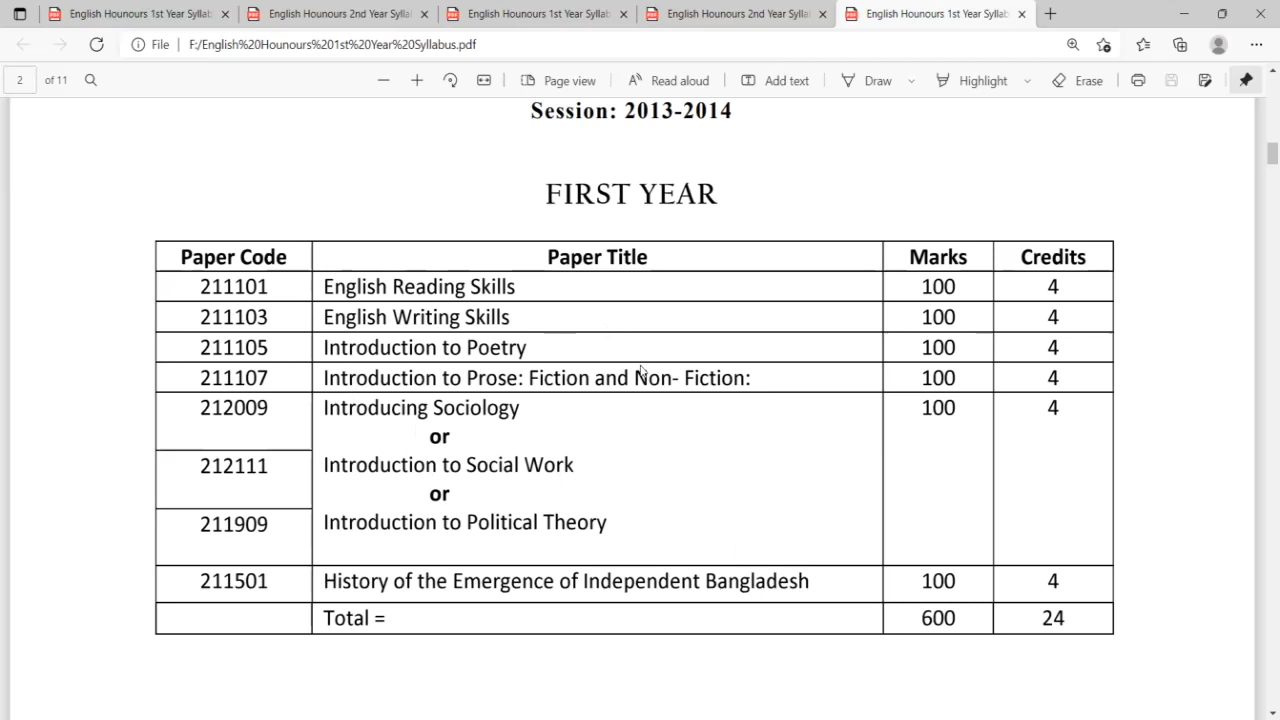 English Hounours 1st Year Syllab
English Hounours 2nd Year Sylla
English Hounours 1st Year Syllab
English Hounours 2nd Year Sylla
English Hounours 1st Year Syllab
File F:/English%20Hounours%201st%20Year%20Syllabus.pdf
2 of 11 Page view Read aloud Add text Draw Highlight Erase
Session: 2013-2014
FIRST YEAR
Paper Code Paper Title Marks Credits
211101 English Reading Skills 100 4
211103 English Writing Skills 100 4
211105 Introduction to Poetry 100 4
211107 Introduction to Prose: Fiction and Non- Fiction: 100 4
212009 Introducing Sociology 100 4
or
212111 Introduction to Social Work
or
211909 Introduction to Political Theory
211501 History of the Emergence of Independent Bangladesh 100 4
Total = 600 24